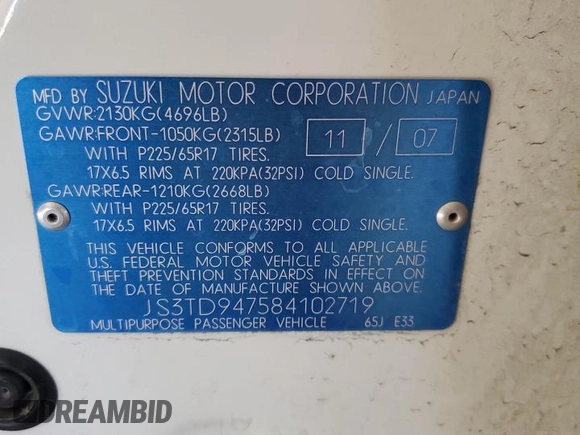 MFD BY SUZUKI MOTOR CORPORATION JAPAN
GVWR:2130KG(4696LB)
GAWR:FRONT-1050KG(2315LB) 11 / 07
WITH P225/65R17 TIRES.
17X6.5 RIMS AT 220KPA(32PSI) COLD SINGLE.
GAWR:REAR-1210KG(2668LB)
WITH P225/65R17 TIRES.
17X6.5 RIMS AT 220KPA(32PSI) COLD SINGLE.
THIS VEHICLE CONFORMS TO ALL APPLICABLE
U.S. FEDERAL MOTOR VEHICLE SAFETY AND
THEFT PREVENTION STANDARDS IN EFFECT ON
THE DATE OF MANUFACTURE SHOWN ABOVE.
JS3TD947584102719
MULTIPURPOSE PASSENGER VEHICLE 65J E33
DREAMBID